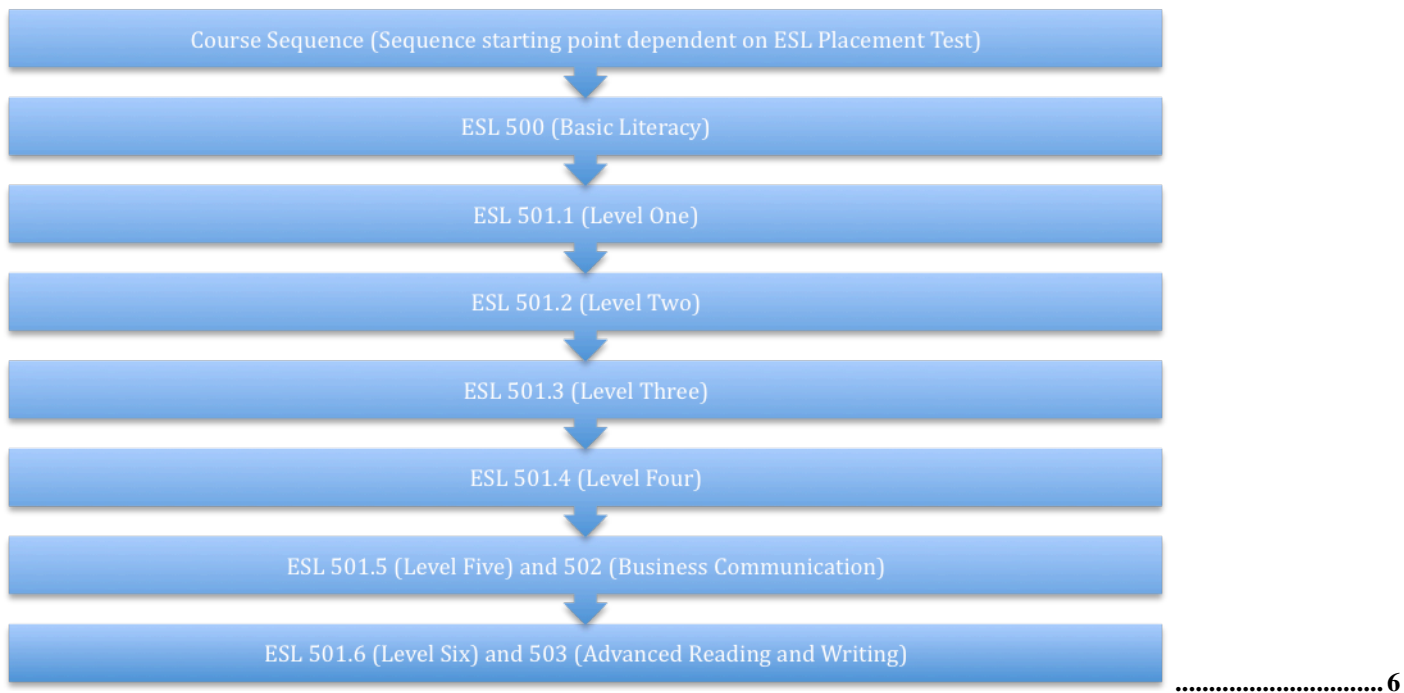 Course Sequence (Sequence starting point dependent on ESL Placement Test)
ESL 500 (Basic Literacy)
ESL 501.1 (Level One)
ESL 501.2 (Level Two)
ESL 501.3 (Level Three)
ESL 501.4 (Level Four)
ESL 501.5 (Level Five) and 502 (Business Communication)
ESL 501.6 (Level Six) and 503 (Advanced Reading and Writing)
............................... 6